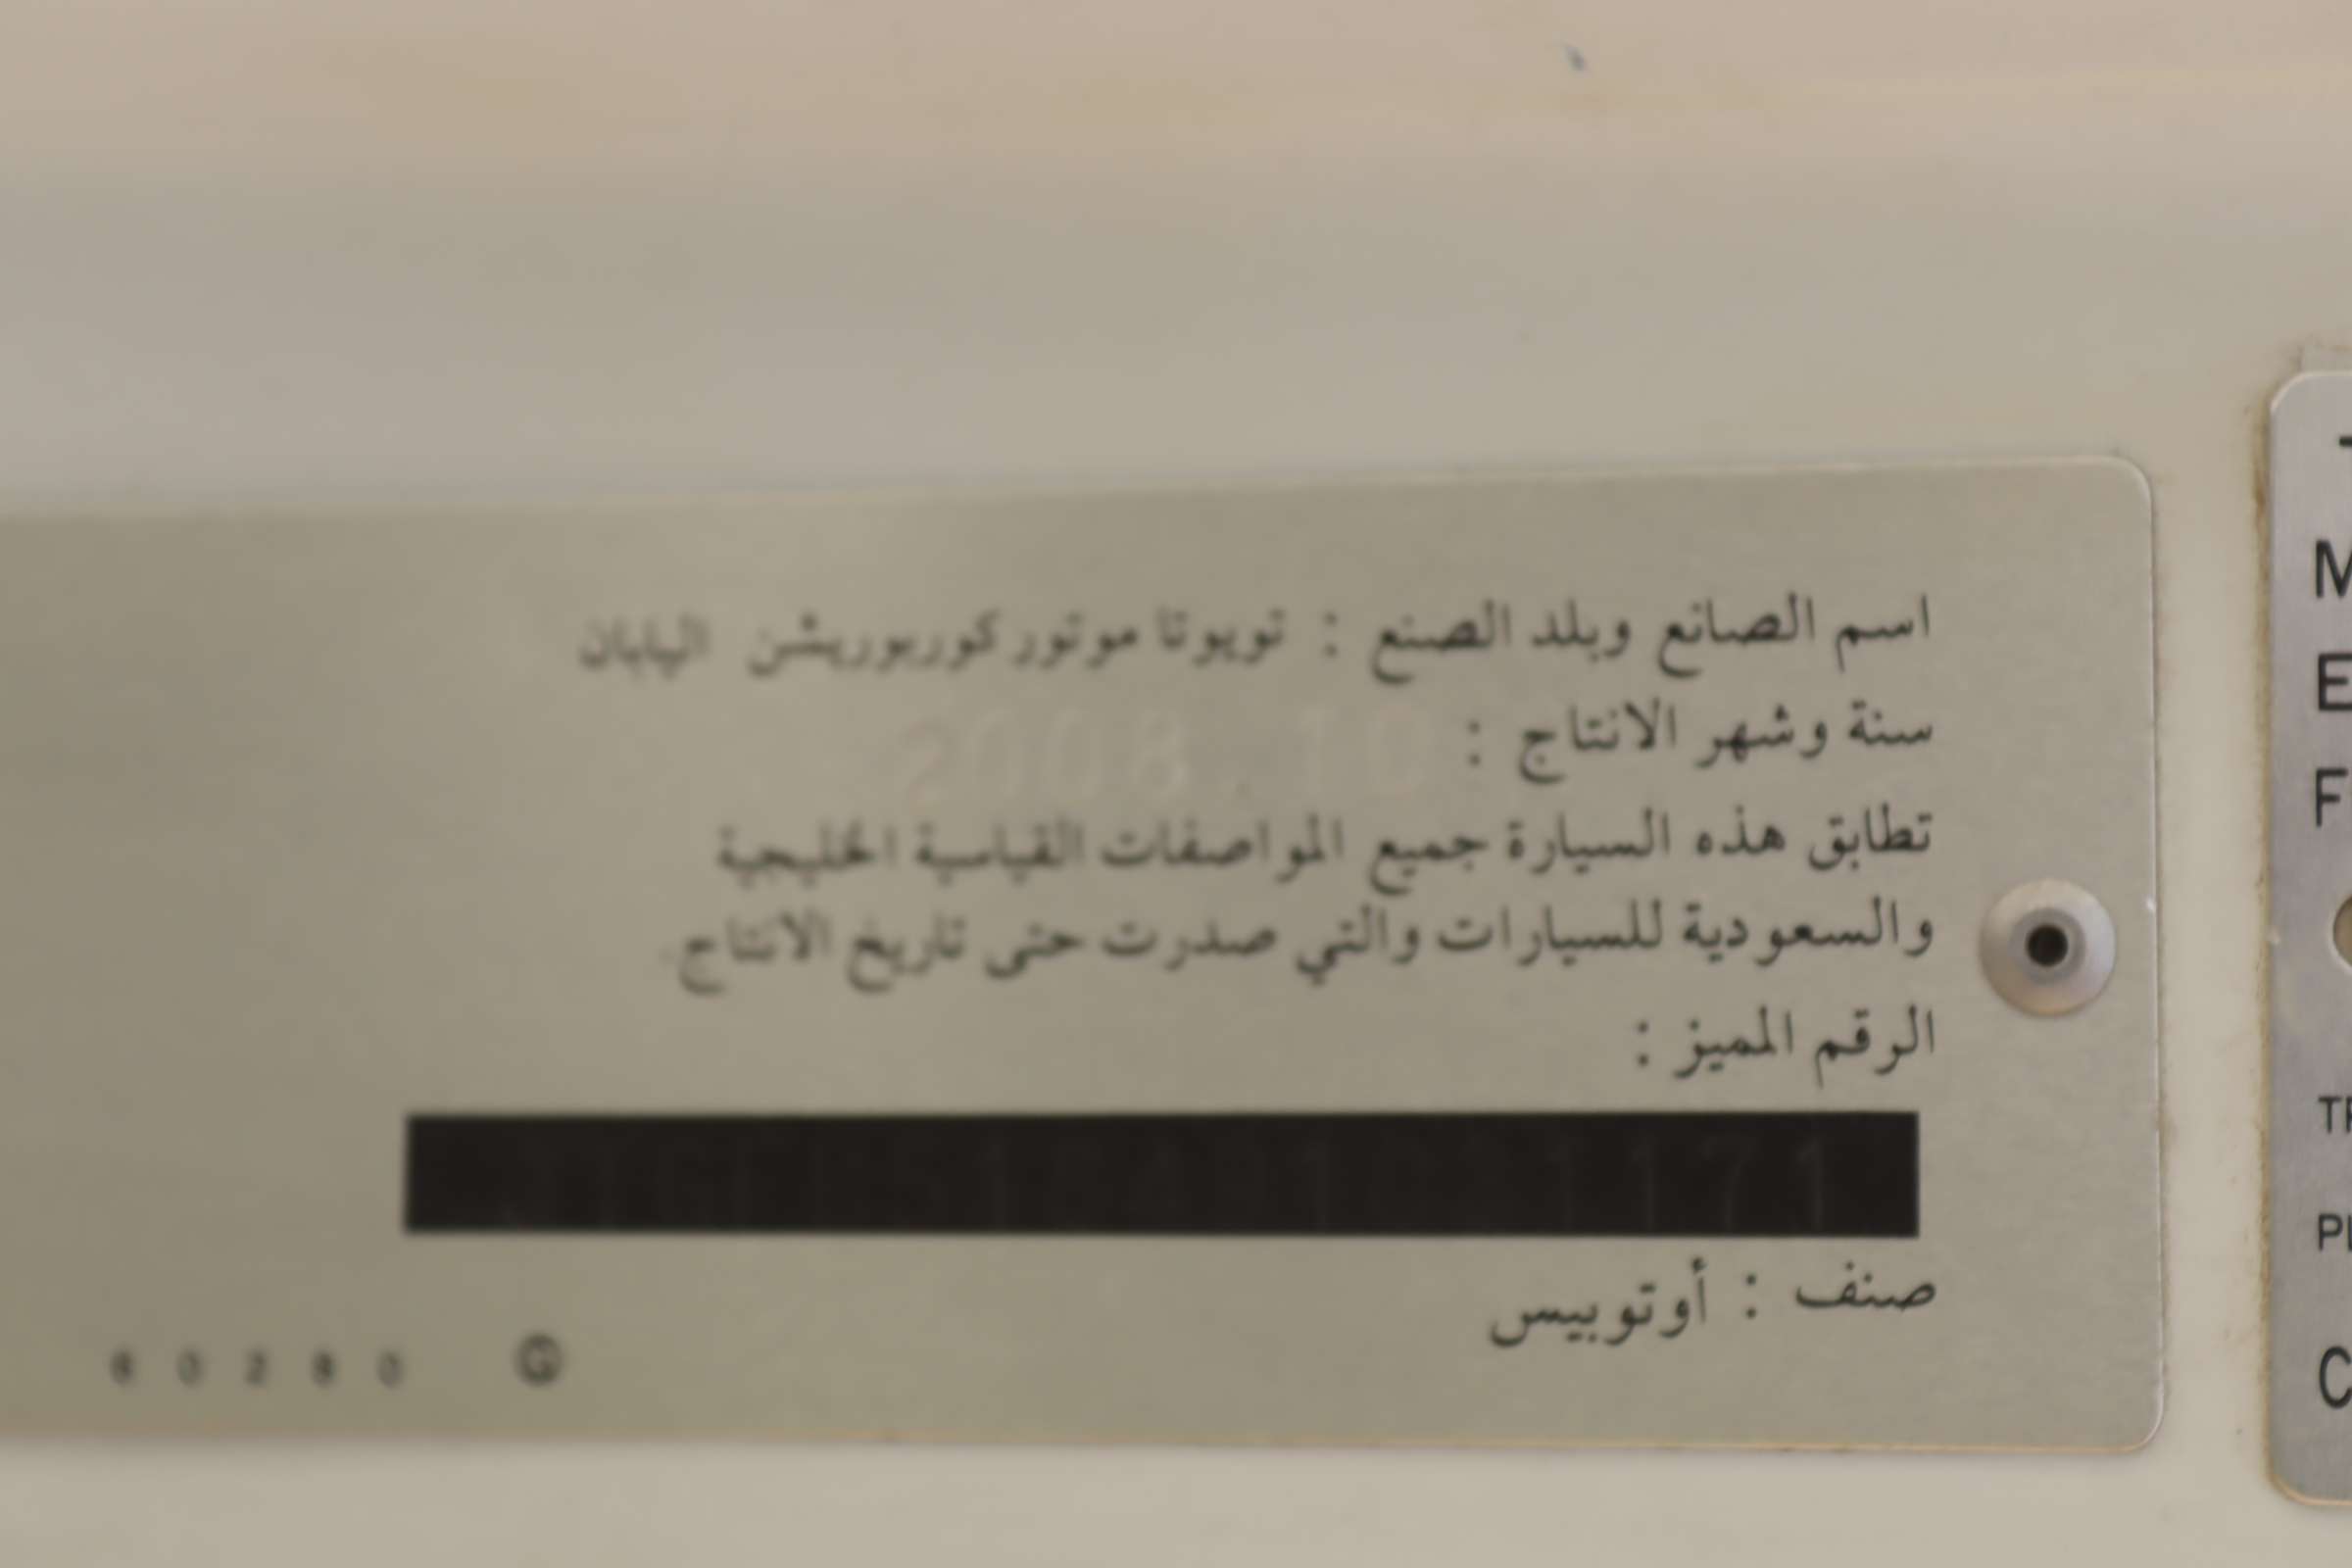 اسم الصانع وبلد الصنع : تويوتا موتور كوربوريشن اليابان
سنة وشهر الانتاج : 2008.10
تطابق هذه السيارة جميع المواصفات القياسية الخليجية
والسعودية للسيارات والتي صدرت حتى تاريخ الانتاج.
الرقم المميز :
صنف : أوتوبيس
G
M
E
F
C